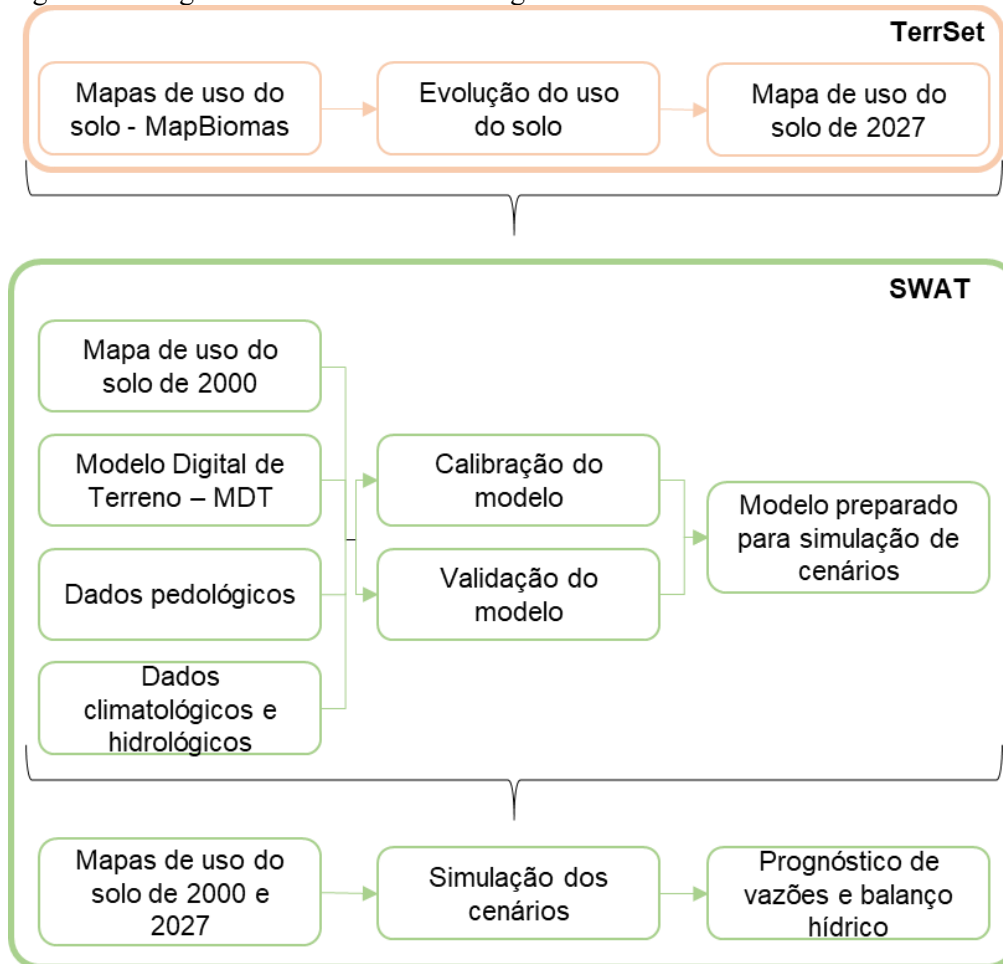 TerrSet
Mapas de uso do
solo - MapBiomas
Evolução do uso
do solo
Mapa de uso do
solo de 2027
SWAT
Mapa de uso do
solo de 2000
Modelo Digital de
Terreno – MDT
Dados pedológicos
Dados
climatológicos e
hidrológicos
Calibração do
modelo
Validação do
modelo
Modelo preparado
para simulação de
cenários
Mapas de uso do
solo de 2000 e
2027
Simulação dos
cenários
Prognóstico de
vazões e balanço
hídrico